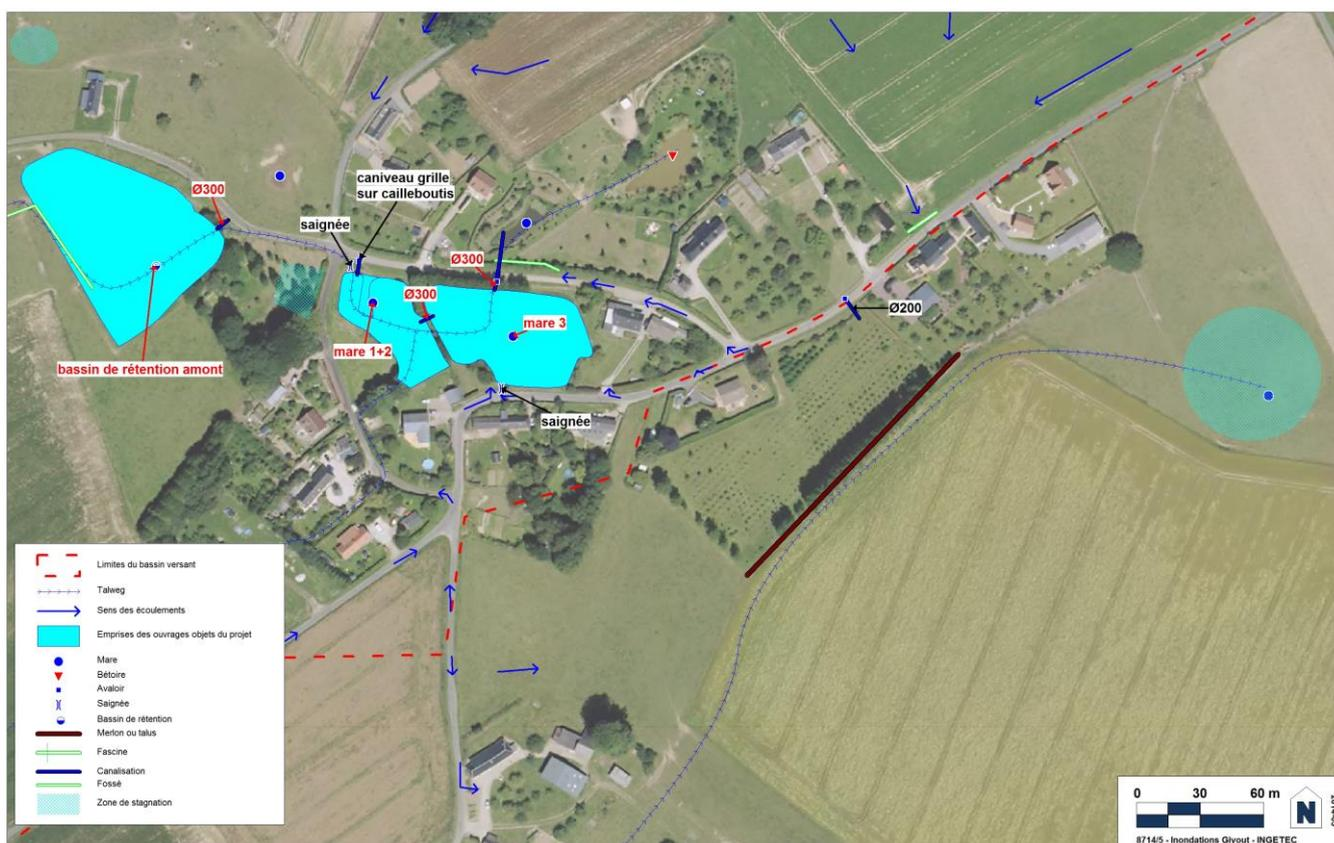 Ø300
caniveau grille
sur cailleboutis
saignée
Ø300
Ø300
Ø200
mare 1+2
mare 3
bassin de rétention amont
saignée
Limites du bassin versant
Talweg
Sens des écoulements
Emprises des ouvrages objets du projet
Mare
Bétoire
Avaloir
Saignée
Bassin de rétention
Merlon ou talus
Fascine
Canalisation
Fossé
Zone de stagnation
0 30 60 m
N
8714/5 - Inondations Givout - INGETEC